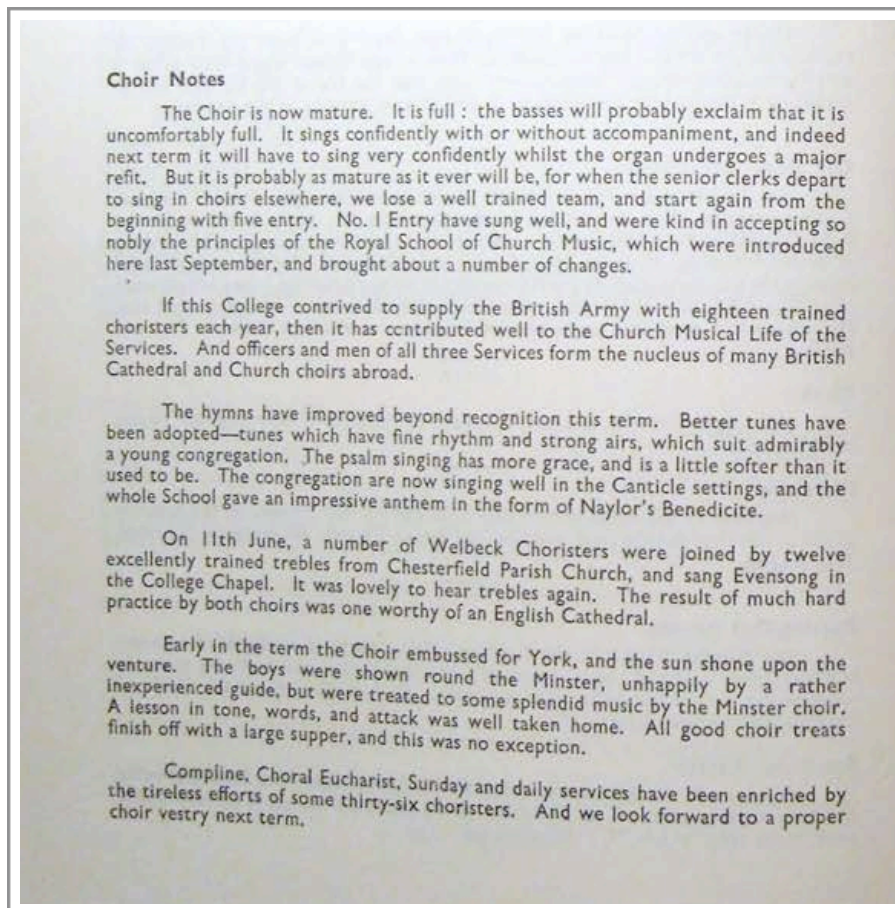 Choir Notes
The Choir is now mature. It is full : the basses will probably exclaim that it is
uncomfortably full. It sings confidently with or without accompaniment, and indeed
next term it will have to sing very confidently whilst the organ undergoes a major
refit. But it is probably as mature as it ever will be, for when the senior clerks depart
to sing in choirs elsewhere, we lose a well trained team, and start again from the
beginning with five entry. No. 1 Entry have sung well, and were kind in accepting so
nobly the principles of the Royal School of Church Music, which were introduced
here last September, and brought about a number of changes.
If this College contrived to supply the British Army with eighteen trained
choristers each year, then it has contributed well to the Church Musical Life of the
Services. And officers and men of all three Services form the nucleus of many British
Cathedral and Church choirs abroad.
The hymns have improved beyond recognition this term. Better tunes have
been adopted—tunes which have fine rhythm and strong airs, which suit admirably
a young congregation. The psalm singing has more grace, and is a little softer than it
used to be. The congregation are now singing well in the Canticle settings, and the
whole School gave an impressive anthem in the form of Naylor's Benedicite.
On 11th June, a number of Welbeck Choristers were joined by twelve
excellently trained trebles from Chesterfield Parish Church, and sang Evensong in
the College Chapel. It was lovely to hear trebles again. The result of much hard
practice by both choirs was one worthy of an English Cathedral.
Early in the term the Choir embussed for York, and the sun shone upon the
venture. The boys were shown round the Minster, unhappily by a rather
inexperienced guide, but were treated to some splendid music by the Minster choir.
A lesson in tone, words, and attack was well taken home. All good choir treats
finish off with a large supper, and this was no exception.
Compline, Choral Eucharist, Sunday and daily services have been enriched by
the tireless efforts of some thirty-six choristers. And we look forward to a proper
choir vestry next term.